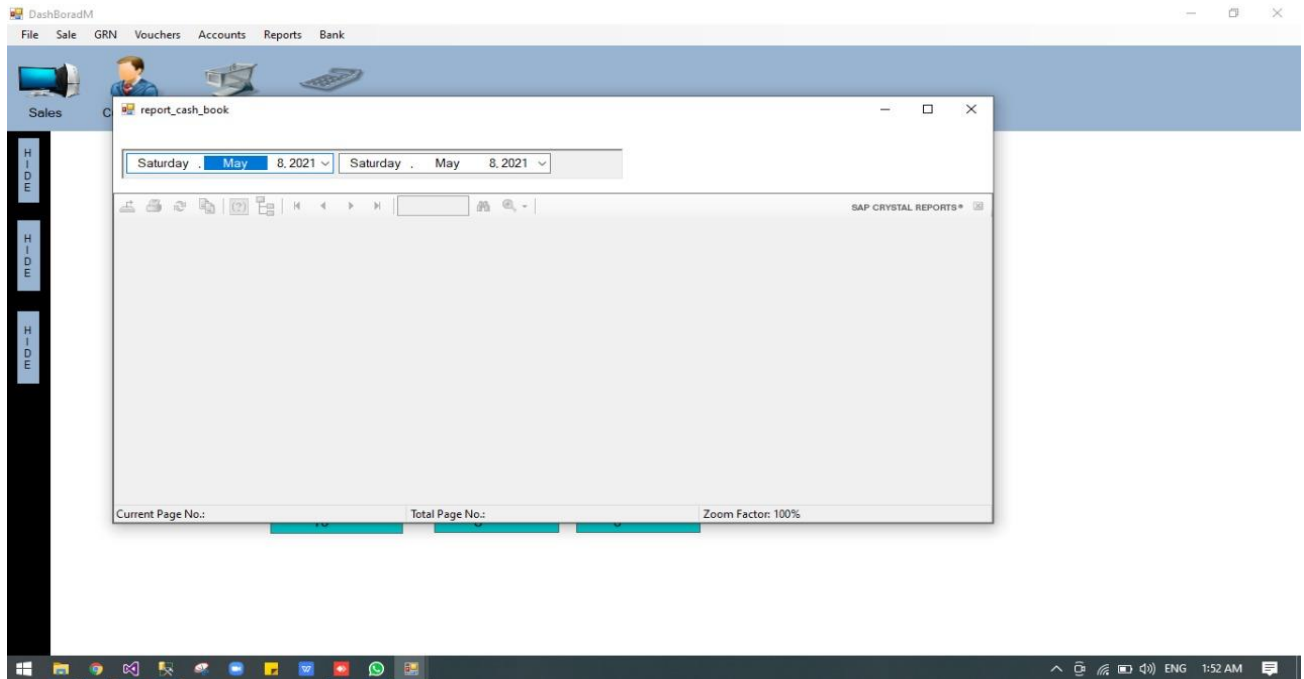 DashBoradM
File Sale GRN Vouchers Accounts Reports Bank
Sales
report_cash_book
H
I
D
E
Saturday . May 8, 2021 Saturday . May 8, 2021
SAP CRYSTAL REPORTS®
H
I
D
E
H
I
D
E
Current Page No.: Total Page No.: Zoom Factor: 100%
ENG 1:52 AM